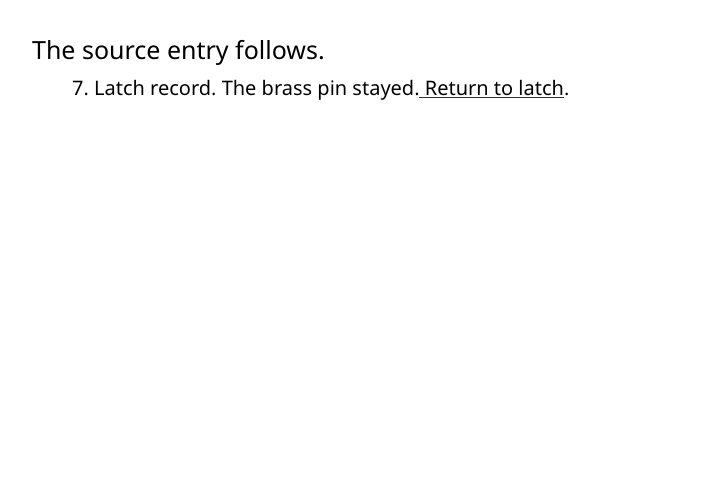 The source entry follows.
7. Latch record. The brass pin stayed. Return to latch.